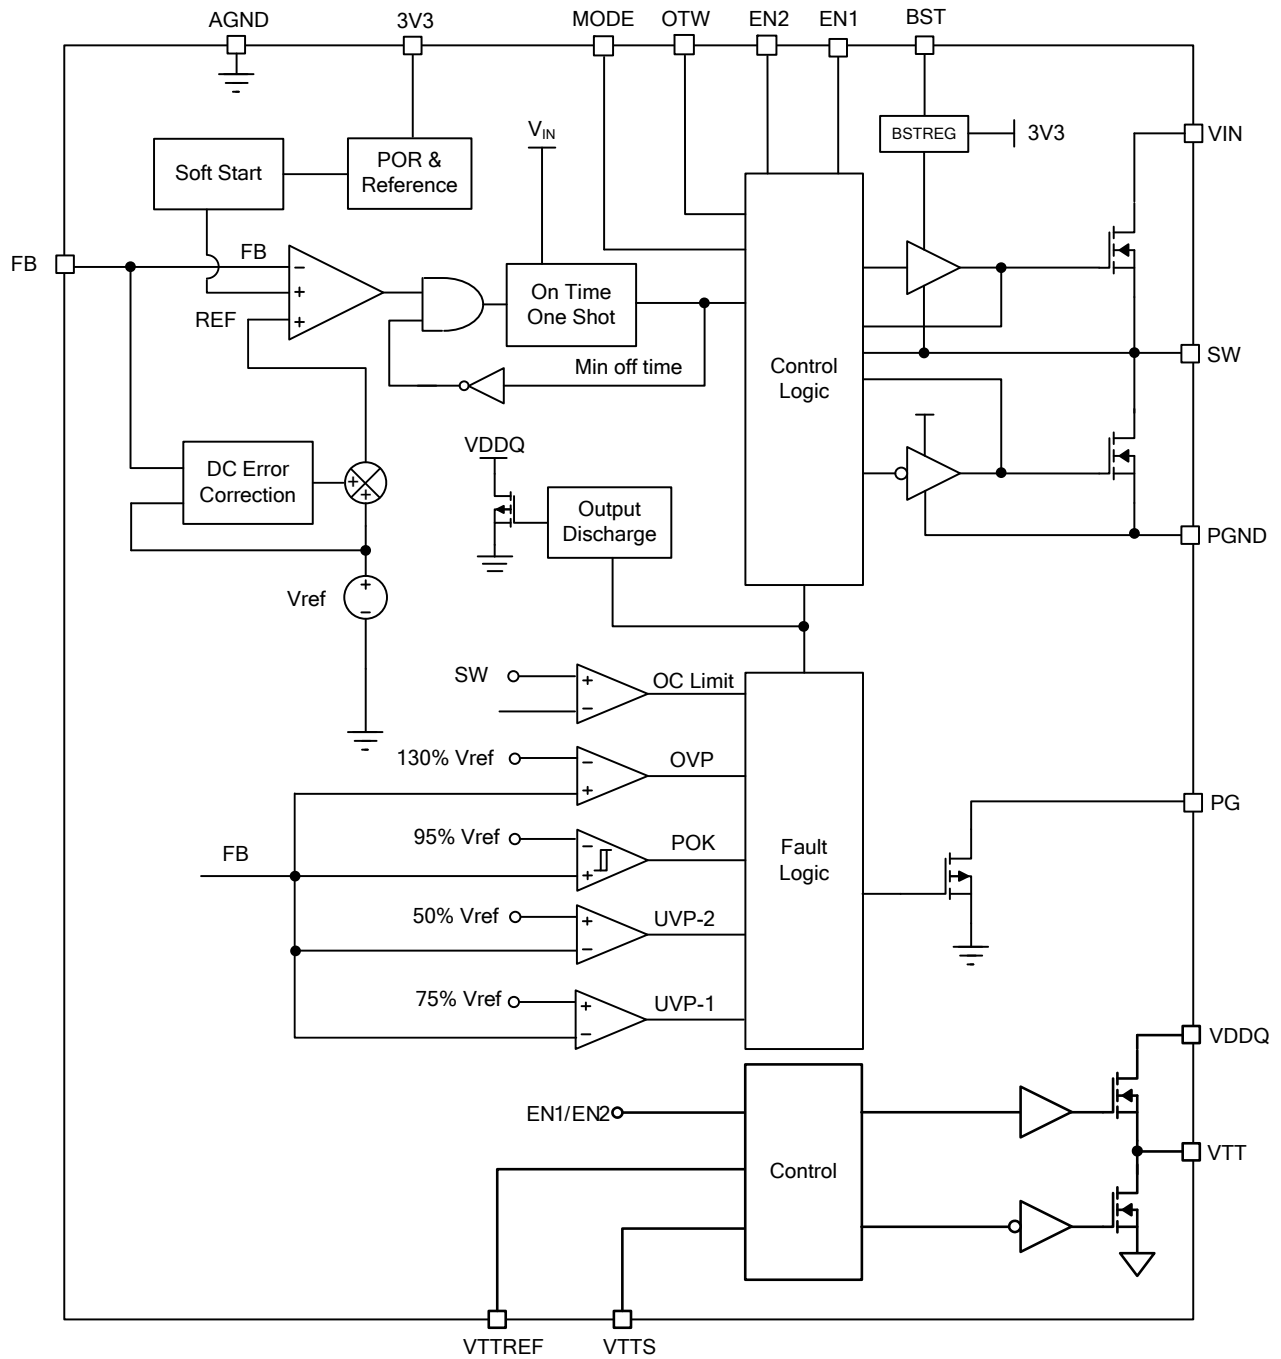 AGND
3V3
MODE
OTW
EN2
EN1
BST
BSTREG
3V3
VIN
VIN
Soft Start
POR &
Reference
FB
FB
−
+
REF
+
On Time
One Shot
Min off time
Control
Logic
SW
VDDQ
DC Error
Correction
+
+
Output
Discharge
PGND
Vref
+
−
SW
+
−
OC Limit
130% Vref
−
+
OVP
PG
95% Vref
−
+
POK
FB
Fault
Logic
50% Vref
+
−
UVP-2
75% Vref
+
−
UVP-1
VDDQ
EN1/EN2
Control
VTT
VTTREF
VTTS